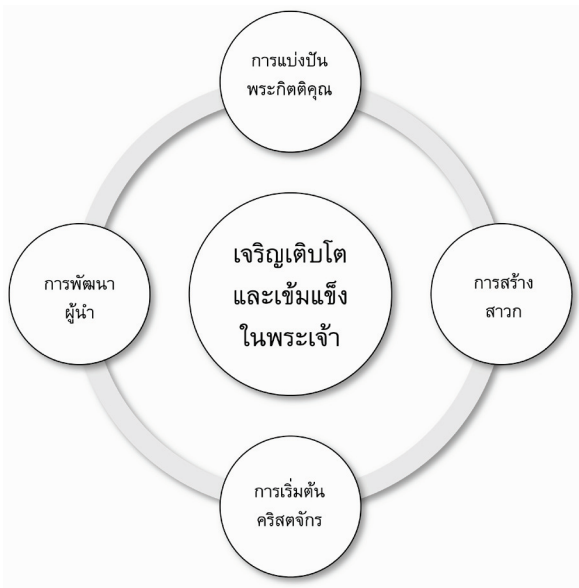 การแบ่งปัน
พระกิตติคุณ
เจริญเติบโต
และเข้มแข็ง
ในพระเจ้า
การพัฒนา
ผู้นำ
การสร้าง
สาวก
การเริ่มต้น
คริสตจักร